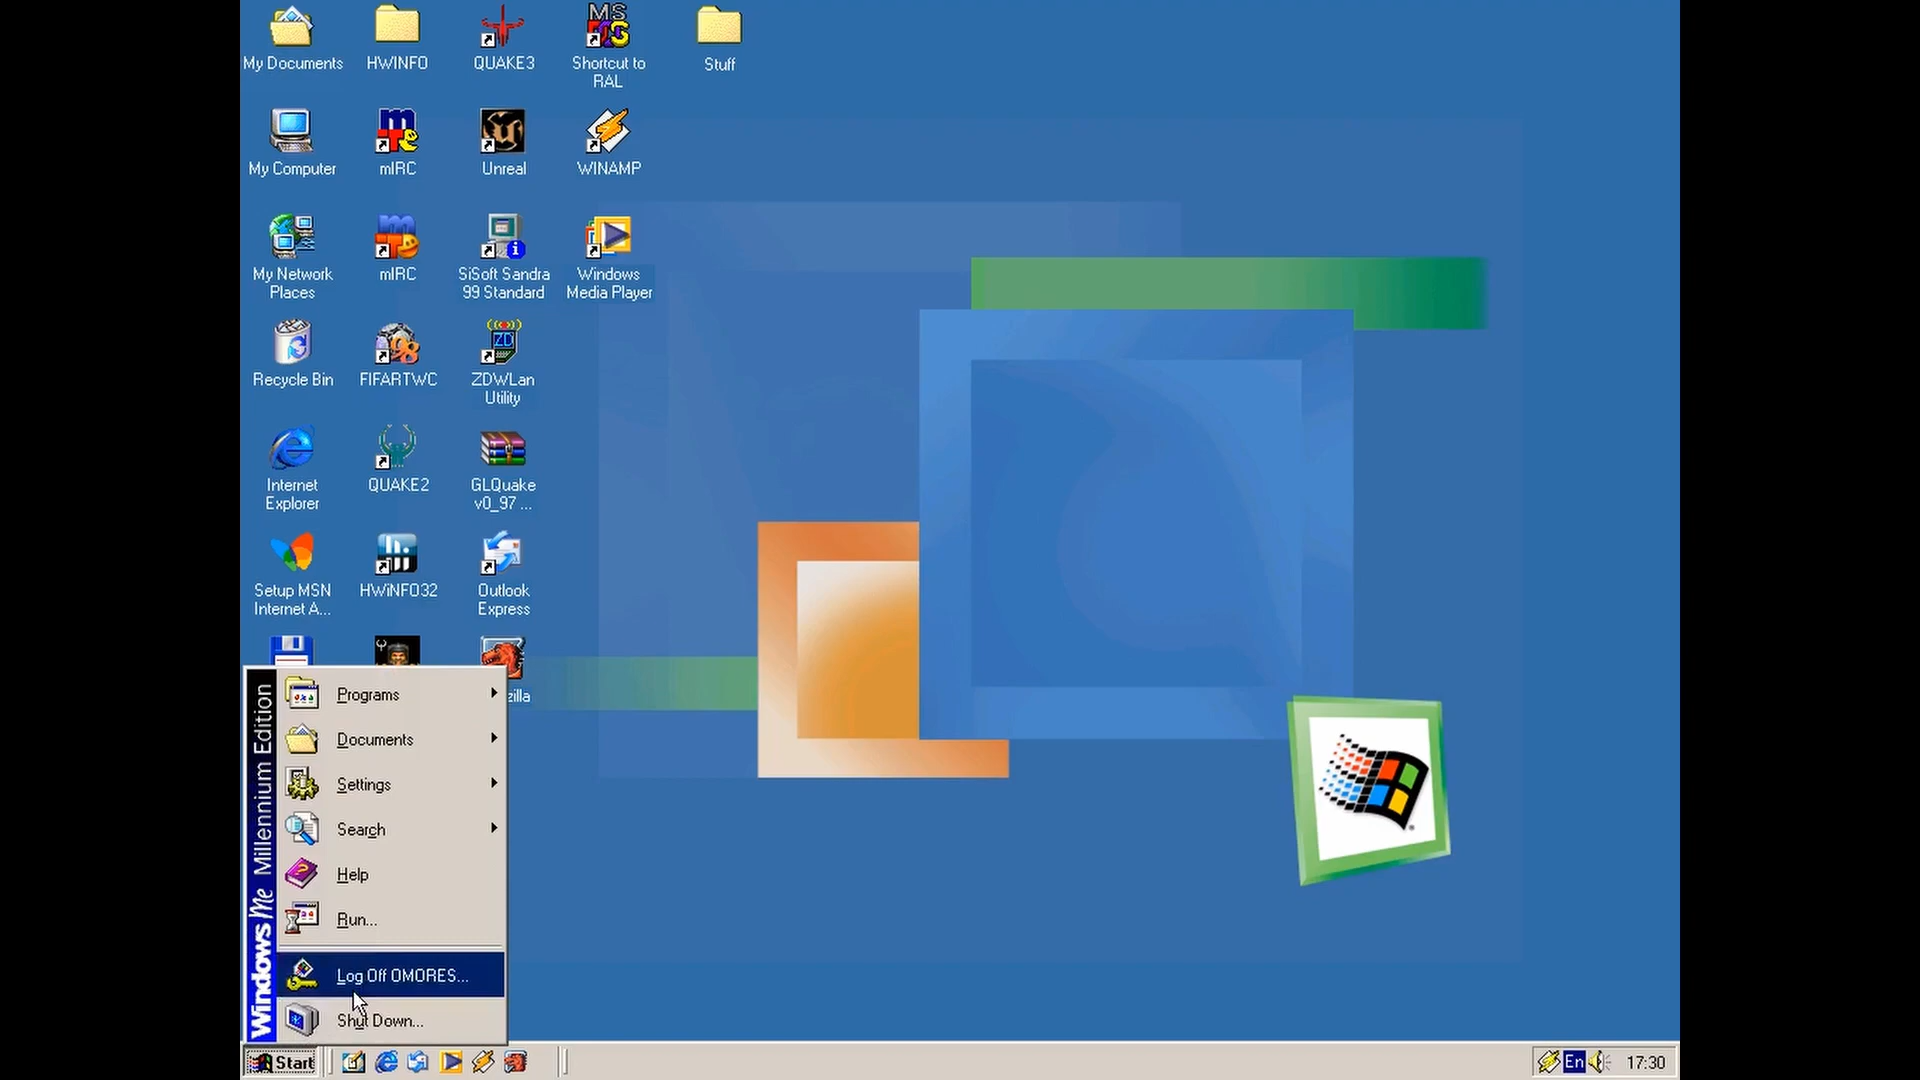 My Documents
HWINFO
QUAKE3
Shortcut to
RAL
Stuff
My Computer
mIRC
Unreal
WINAMP
My Network
Places
mIRC
SiSoft Sandra
99 Standard
Windows
Media Player
Recycle Bin
FIFARTWC
ZDWLan
Utility
Internet
Explorer
QUAKE2
GLQuake
v0_97 ...
Setup MSN
Internet A...
HWiNFO32
Outlook
Express
zilla
Windows Me Millennium Edition
Programs
Documents
Settings
Search
Help
Run...
Log Off OMORES...
Shut Down...
Start
En
17:30